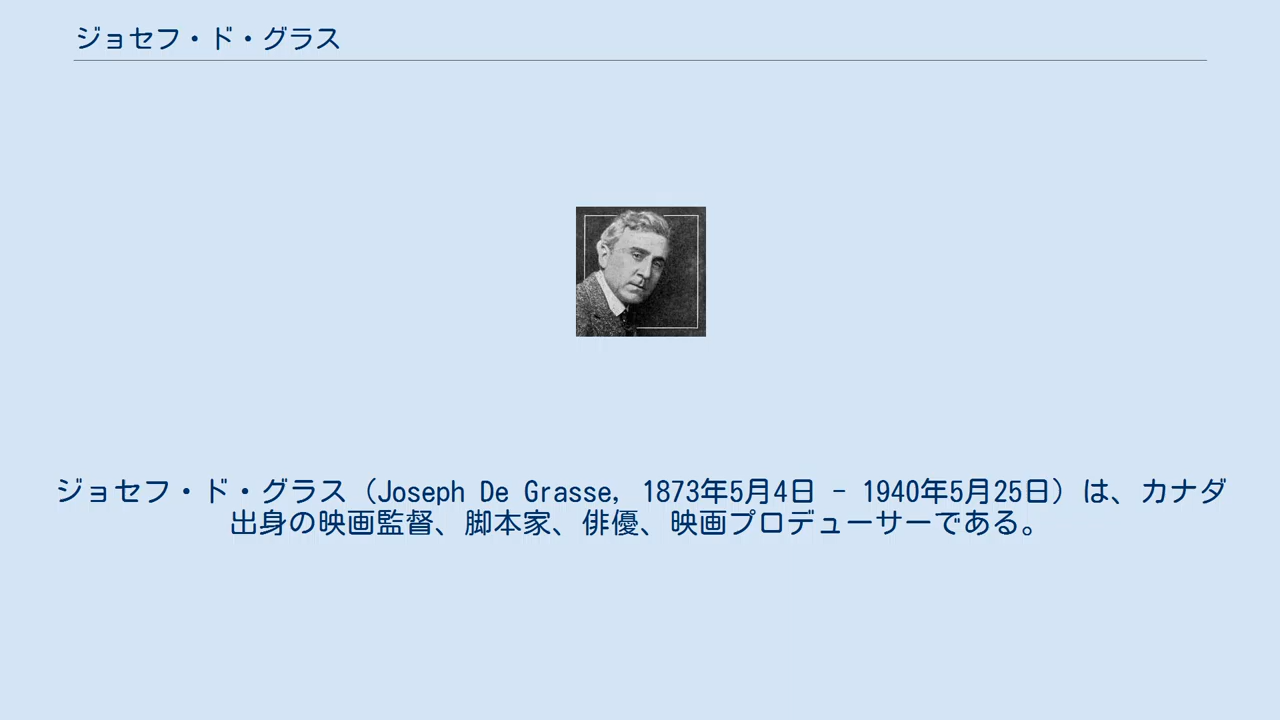 ジョセフ・ド・グラス
ジョセフ・ド・グラス（Joseph De Grasse, 1873年5月4日 - 1940年5月25日）は、カナダ
出身の映画監督、脚本家、俳優、映画プロデューサーである。